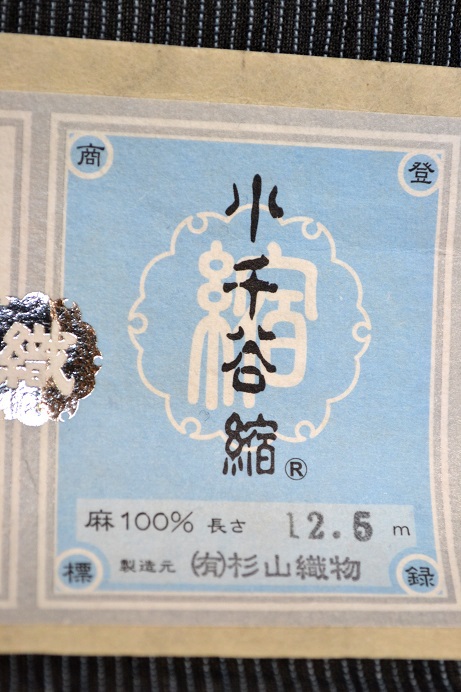 登録商標
小千谷縮®
縮
織
麻100% 長さ 12.5 m
製造元 (有)杉山織物